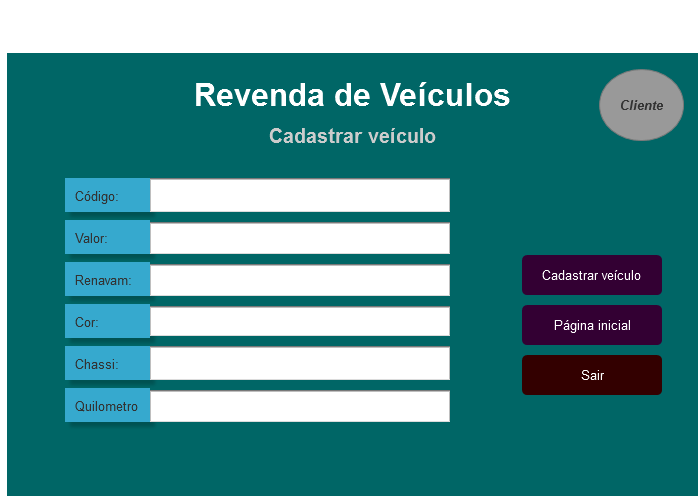 Revenda de Veículos
Cliente
Cadastrar veículo
Código:
Valor:
Renavam:
Cor:
Chassi:
Quilometro
Cadastrar veículo
Página inicial
Sair